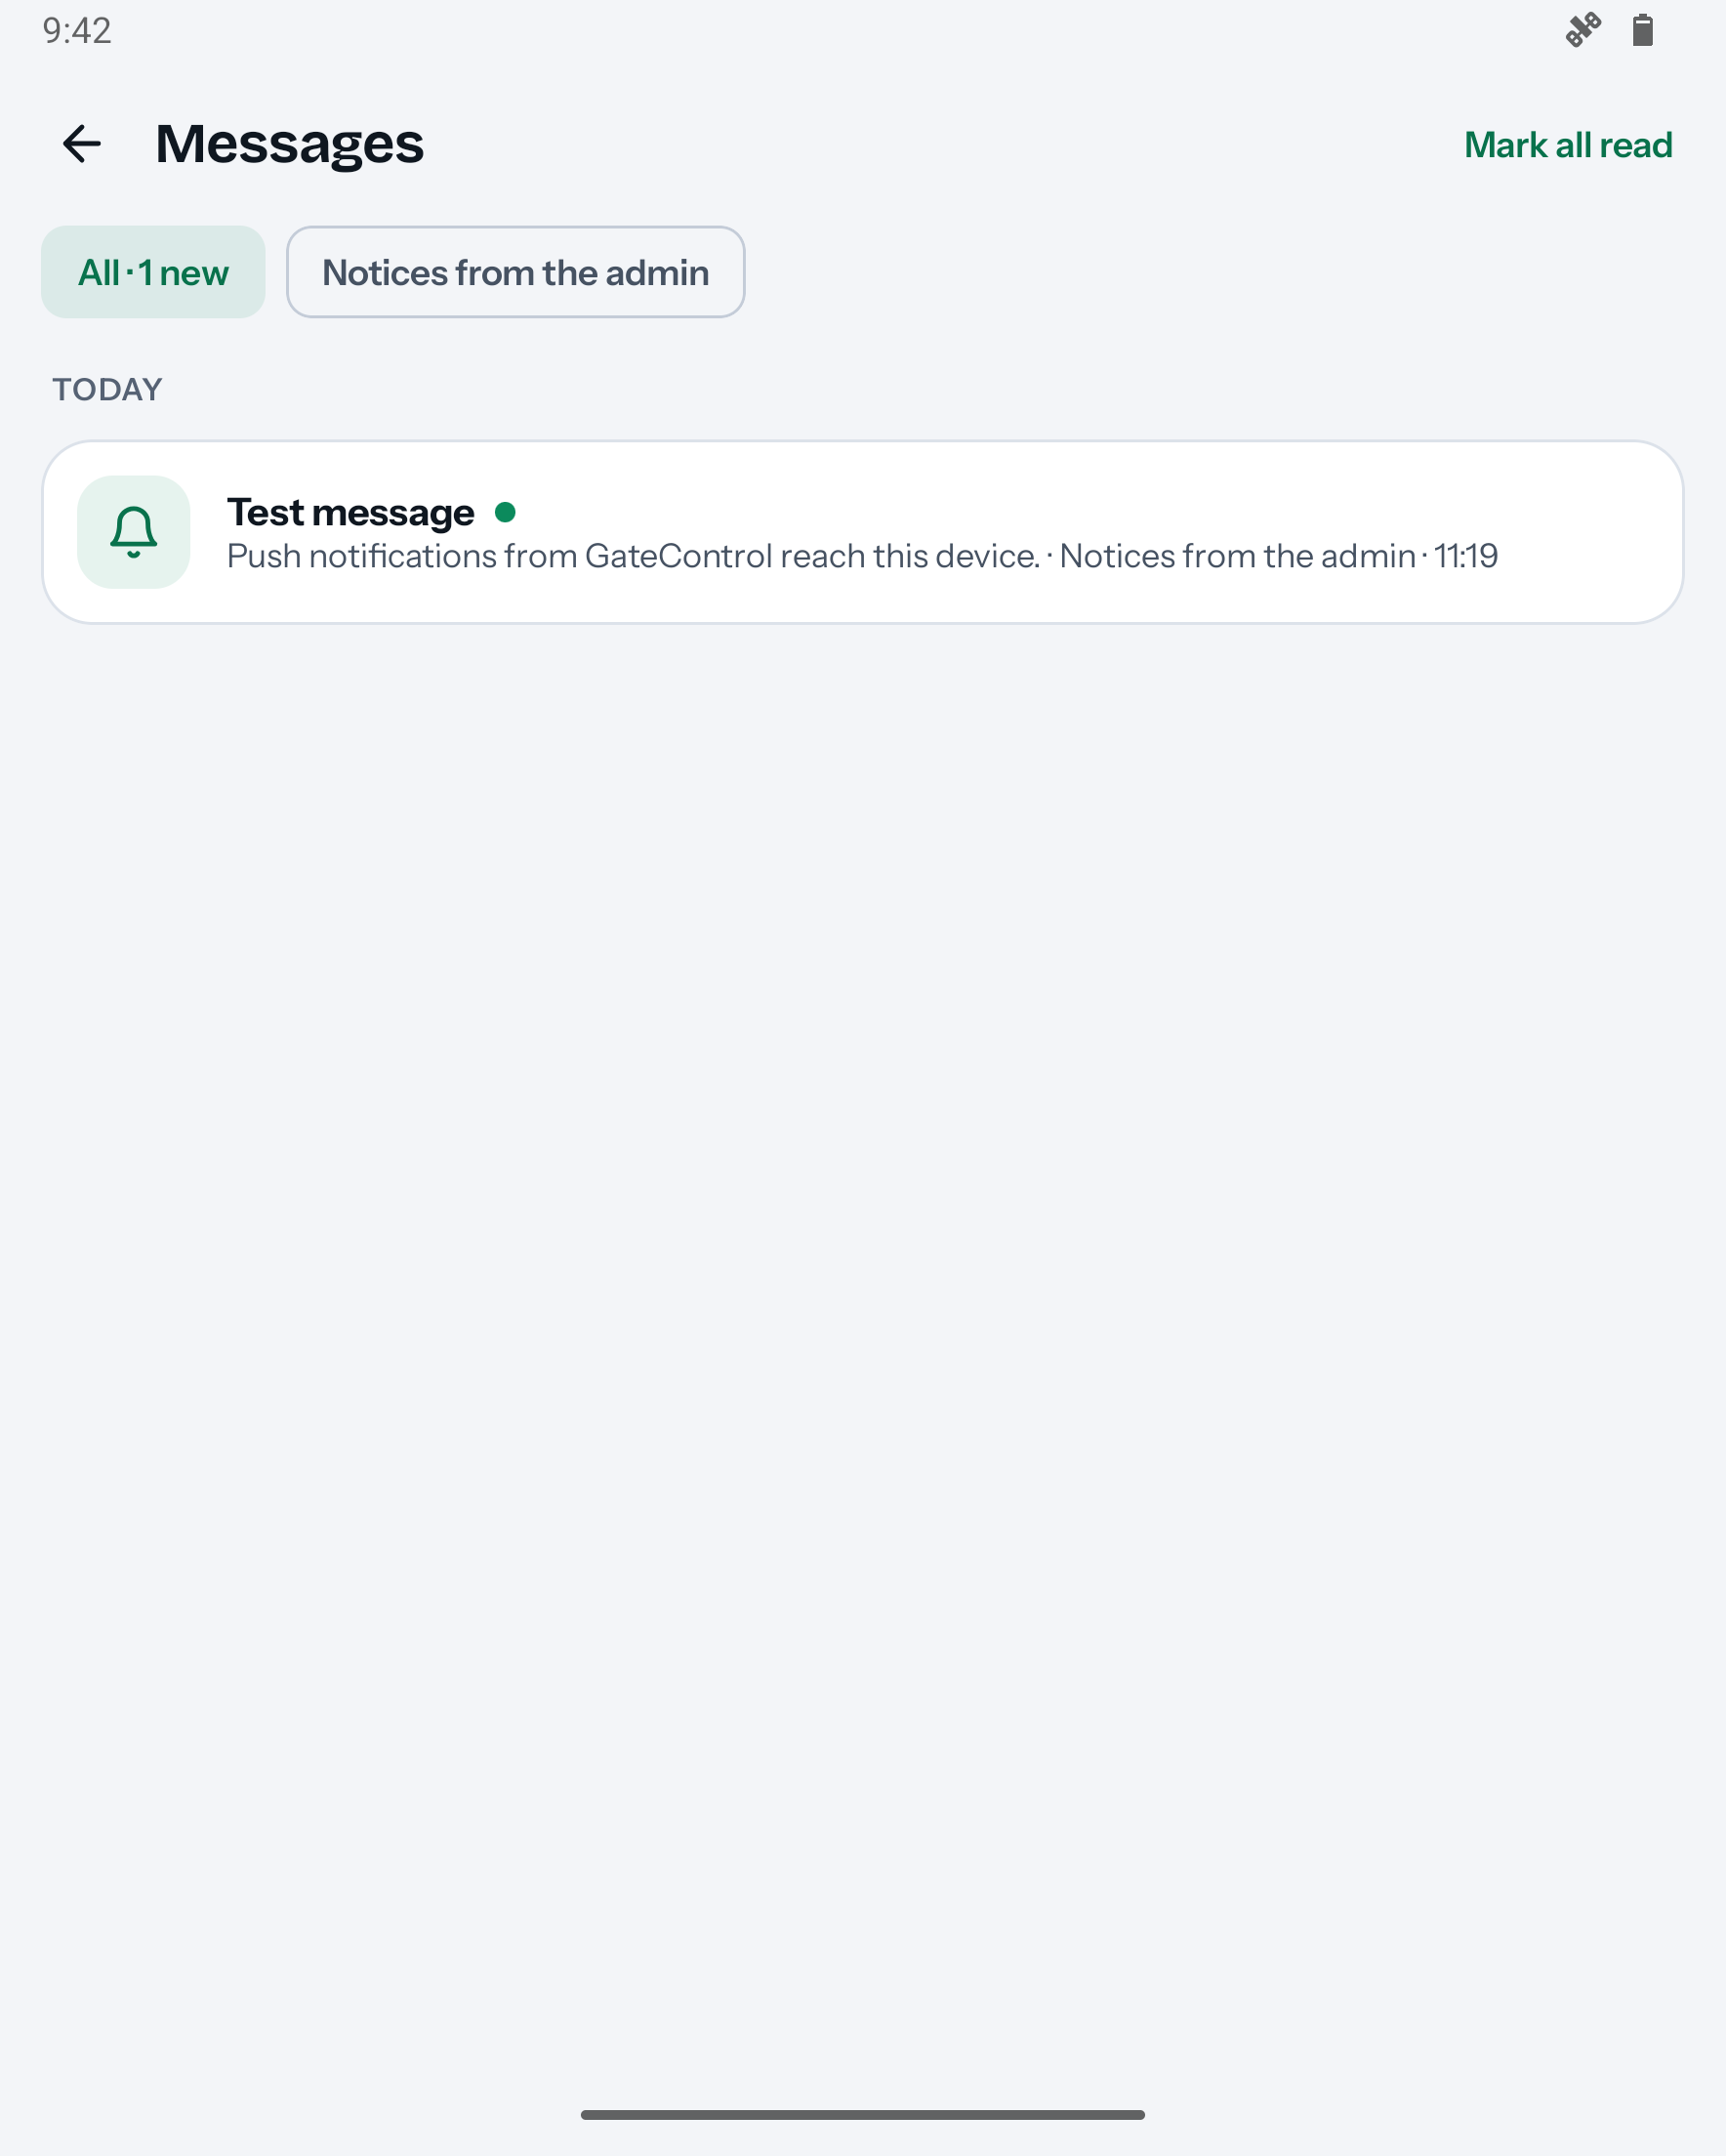 9:42
Messages
Mark all read
All · 1 new
Notices from the admin
TODAY
Test message
Push notifications from GateControl reach this device. · Notices from the admin · 11:19